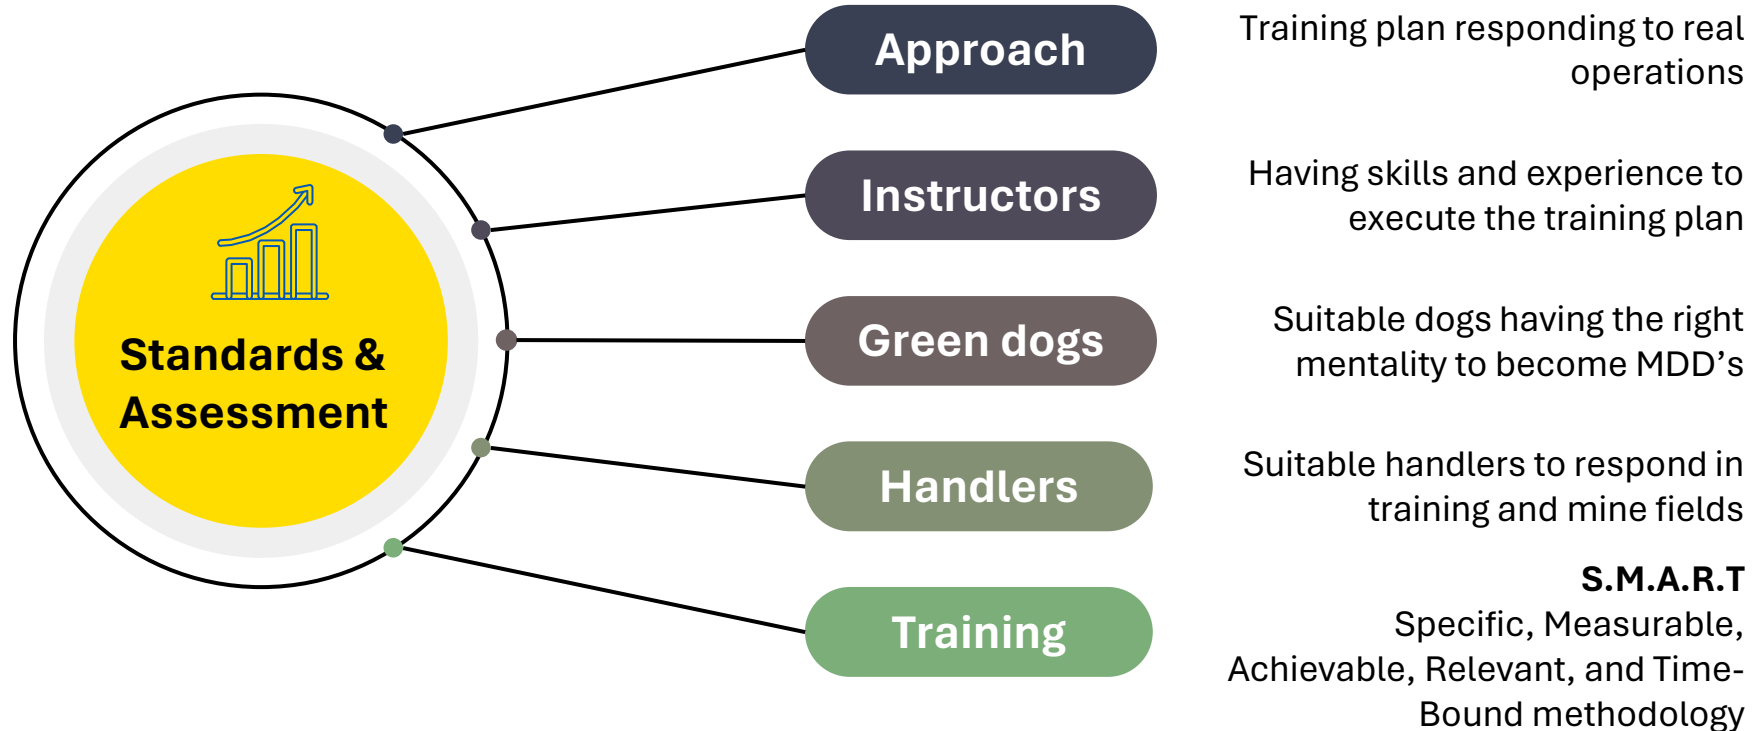 Standards &
Assessment
Approach
Training plan responding to real
operations
Instructors
Having skills and experience to
execute the training plan
Green dogs
Suitable dogs having the right
mentality to become MDD’s
Handlers
Suitable handlers to respond in
training and mine fields
Training
S.M.A.R.T
Specific, Measurable,
Achievable, Relevant, and Time-
Bound methodology